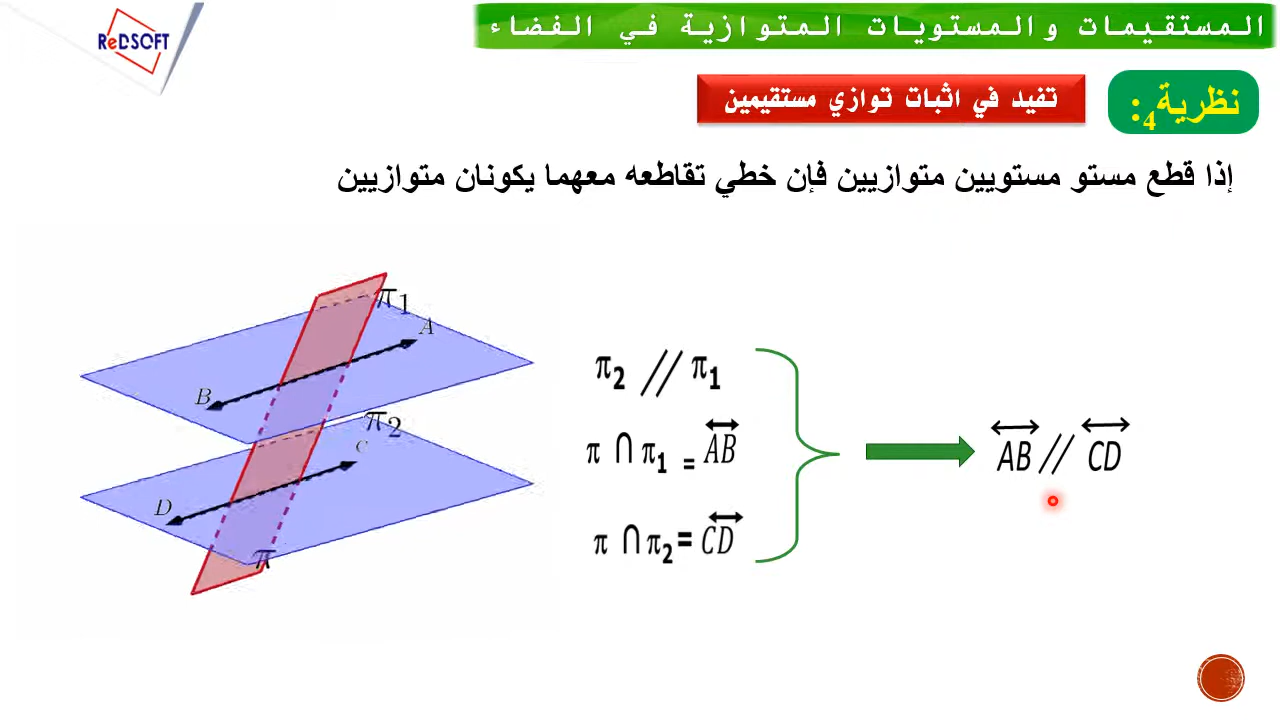 ReDSOFT
المستقيمات والمستويات المتوازية في الفضاء
نظرية4:
تفيد في اثبات توازي مستقيمين
إذا قطع مستو مستويين متوازيين فإن خطي تقاطعه معهما يكونان متوازيين
π1
A
B
π2
C
D
π
π2 // π1
π ∩ π1 = AB
π ∩ π2 = CD
AB // CD